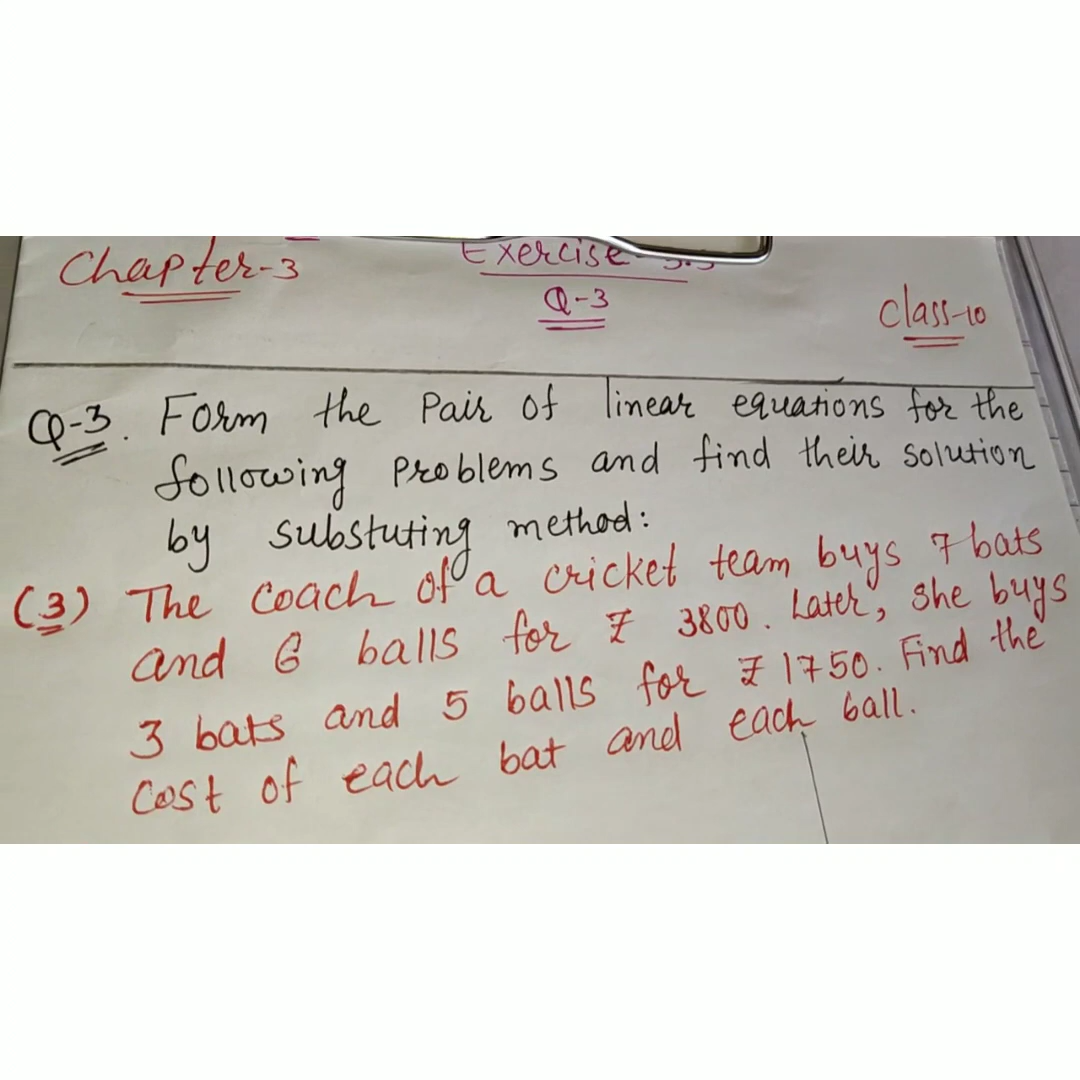 Chapter-3
Exercise
Q-3
Class-10
Q-3. Form the Pair of linear equations for the
following Problems and find their solution
by substuting method:
(3) The Coach of a cricket team buys 7 bats
and 6 balls for ₹ 3800. Later, She buys
3 bats and 5 balls for ₹ 1750. Find the
Cost of each bat and each ball.